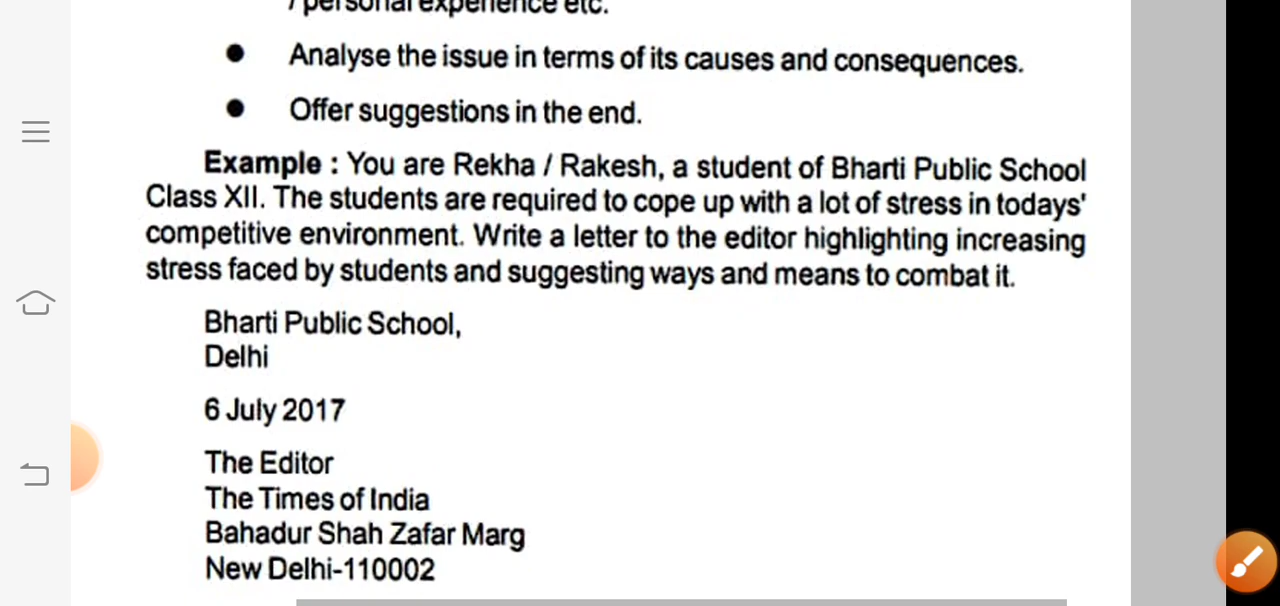 / personal experience etc.
● Analyse the issue in terms of its causes and consequences.
● Offer suggestions in the end.
Example : You are Rekha / Rakesh, a student of Bharti Public School
Class XII. The students are required to cope up with a lot of stress in todays'
competitive environment. Write a letter to the editor highlighting increasing
stress faced by students and suggesting ways and means to combat it.
Bharti Public School,
Delhi
6 July 2017
The Editor
The Times of India
Bahadur Shah Zafar Marg
New Delhi-110002